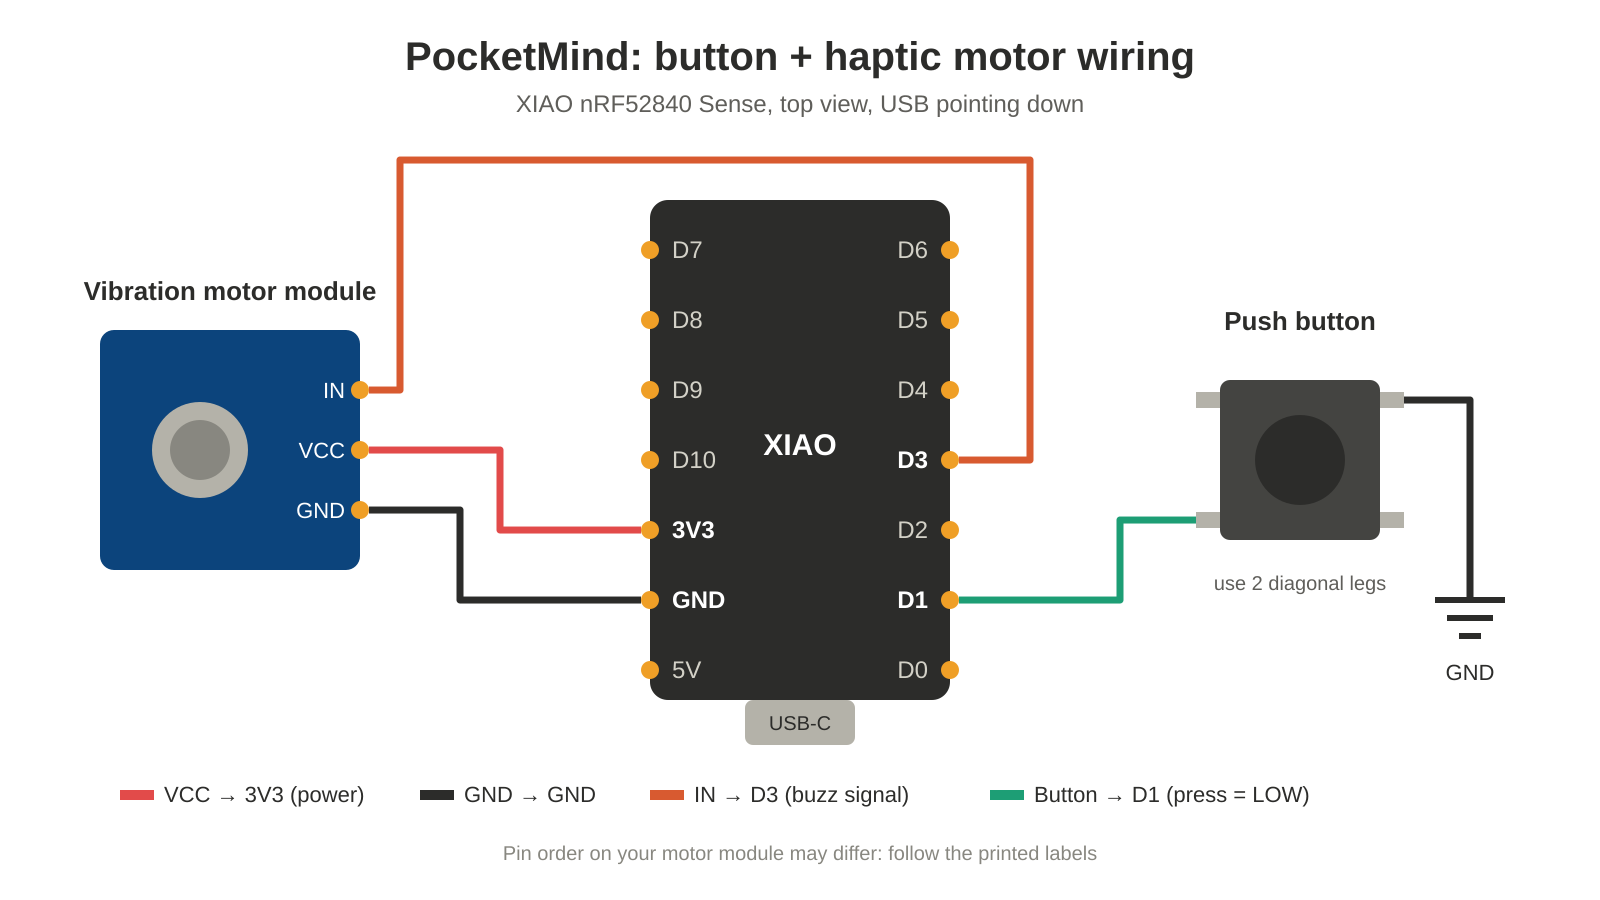 PocketMind: button + haptic motor wiring
XIAO nRF52840 Sense, top view, USB pointing down
Vibration motor module
IN
VCC
GND
D7
D8
D9
D10
3V3
GND
5V
XIAO
D6
D5
D4
D3
D2
D1
D0
USB-C
Push button
use 2 diagonal legs
GND
VCC → 3V3 (power)
GND → GND
IN → D3 (buzz signal)
Button → D1 (press = LOW)
Pin order on your motor module may differ: follow the printed labels